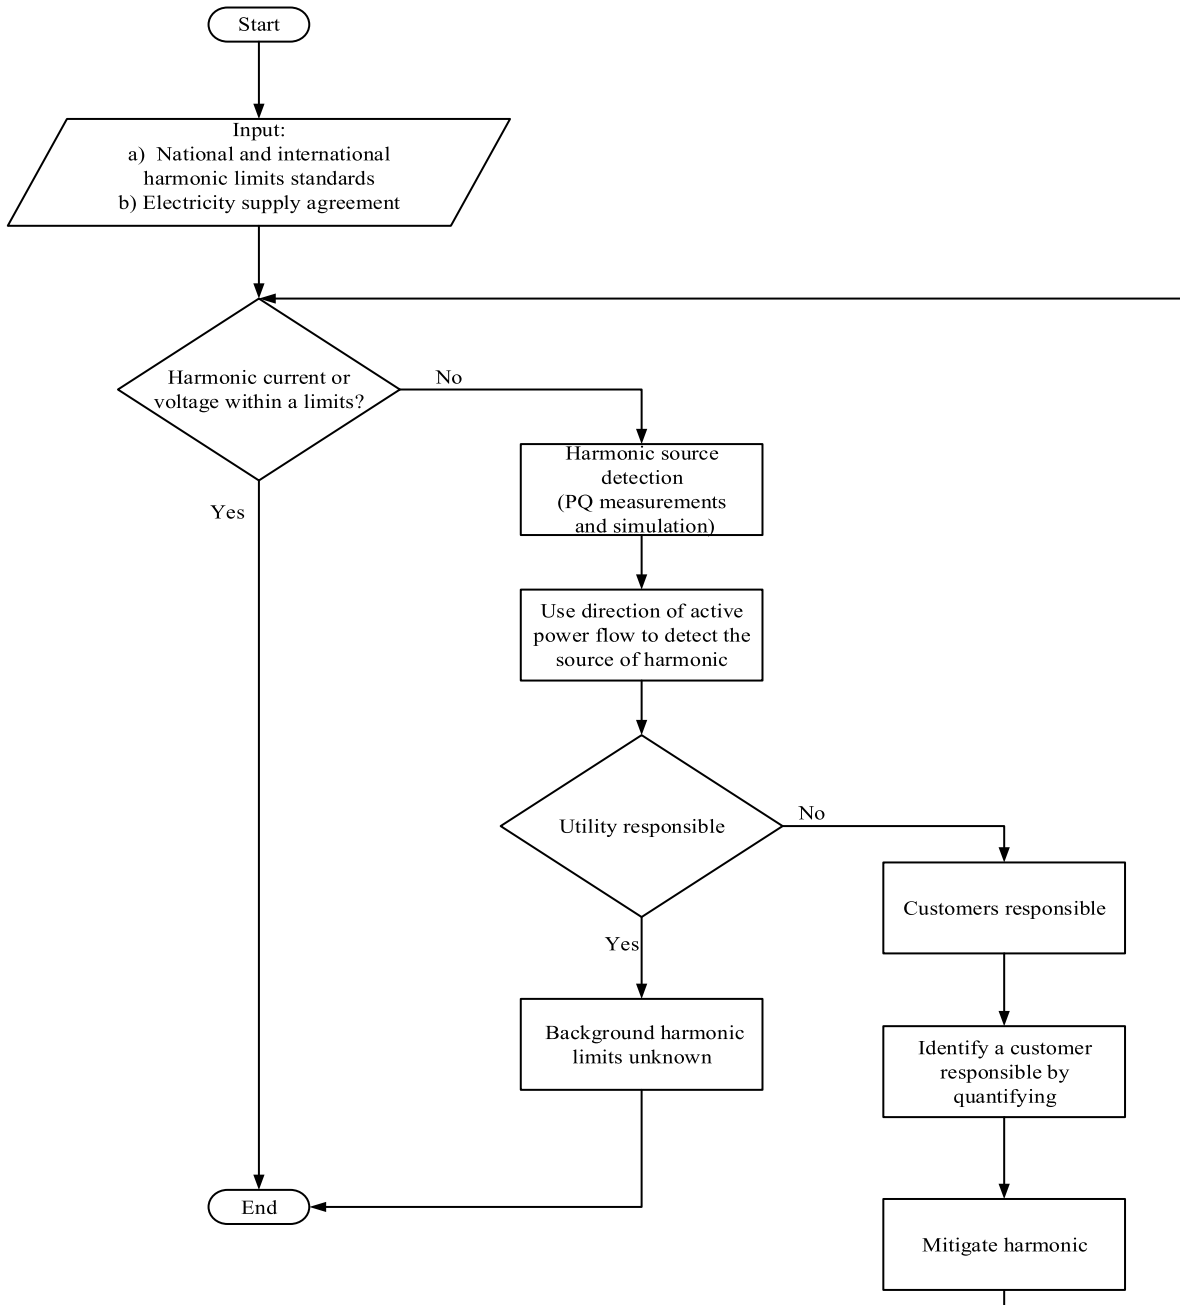 Start
Input:
a) National and international
harmonic limits standards
b) Electricity supply agreement
Harmonic current or
voltage within a limits?
No
Yes
Harmonic source
detection
(PQ measurements
and simulation)
Use direction of active
power flow to detect the
source of harmonic
Utility responsible
No
Yes
Customers responsible
Background harmonic
limits unknown
Identify a customer
responsible by
quantifying
End
Mitigate harmonic